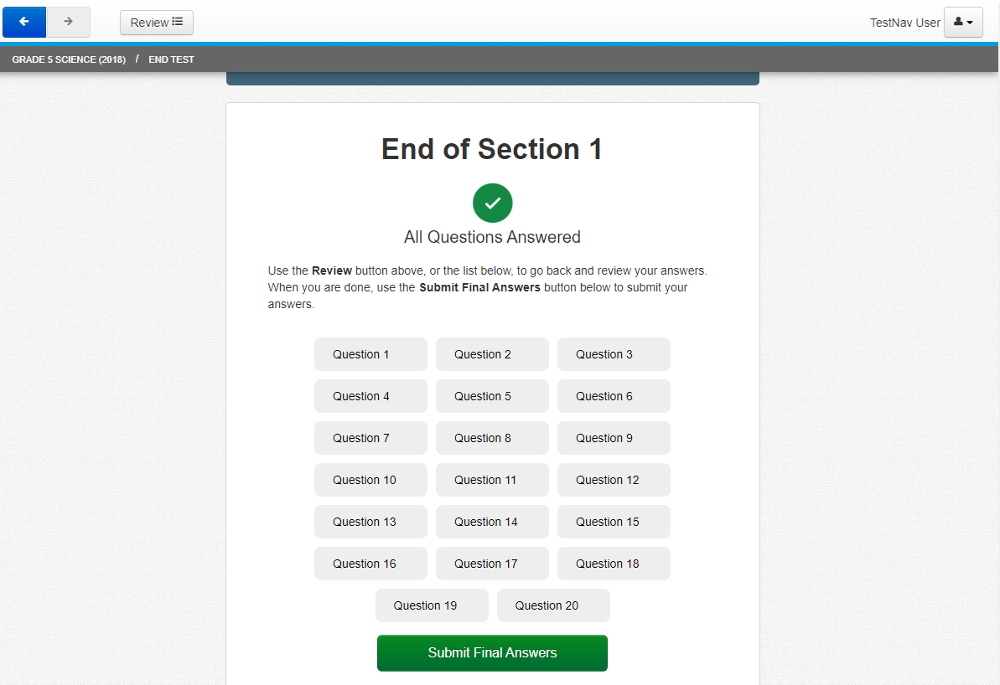 Review
TestNav User
GRADE 5 SCIENCE (2018) / END TEST
End of Section 1
All Questions Answered
Use the Review button above, or the list below, to go back and review your answers.
When you are done, use the Submit Final Answers button below to submit your
answers.
Question 1 Question 2 Question 3
Question 4 Question 5 Question 6
Question 7 Question 8 Question 9
Question 10 Question 11 Question 12
Question 13 Question 14 Question 15
Question 16 Question 17 Question 18
Question 19 Question 20
Submit Final Answers